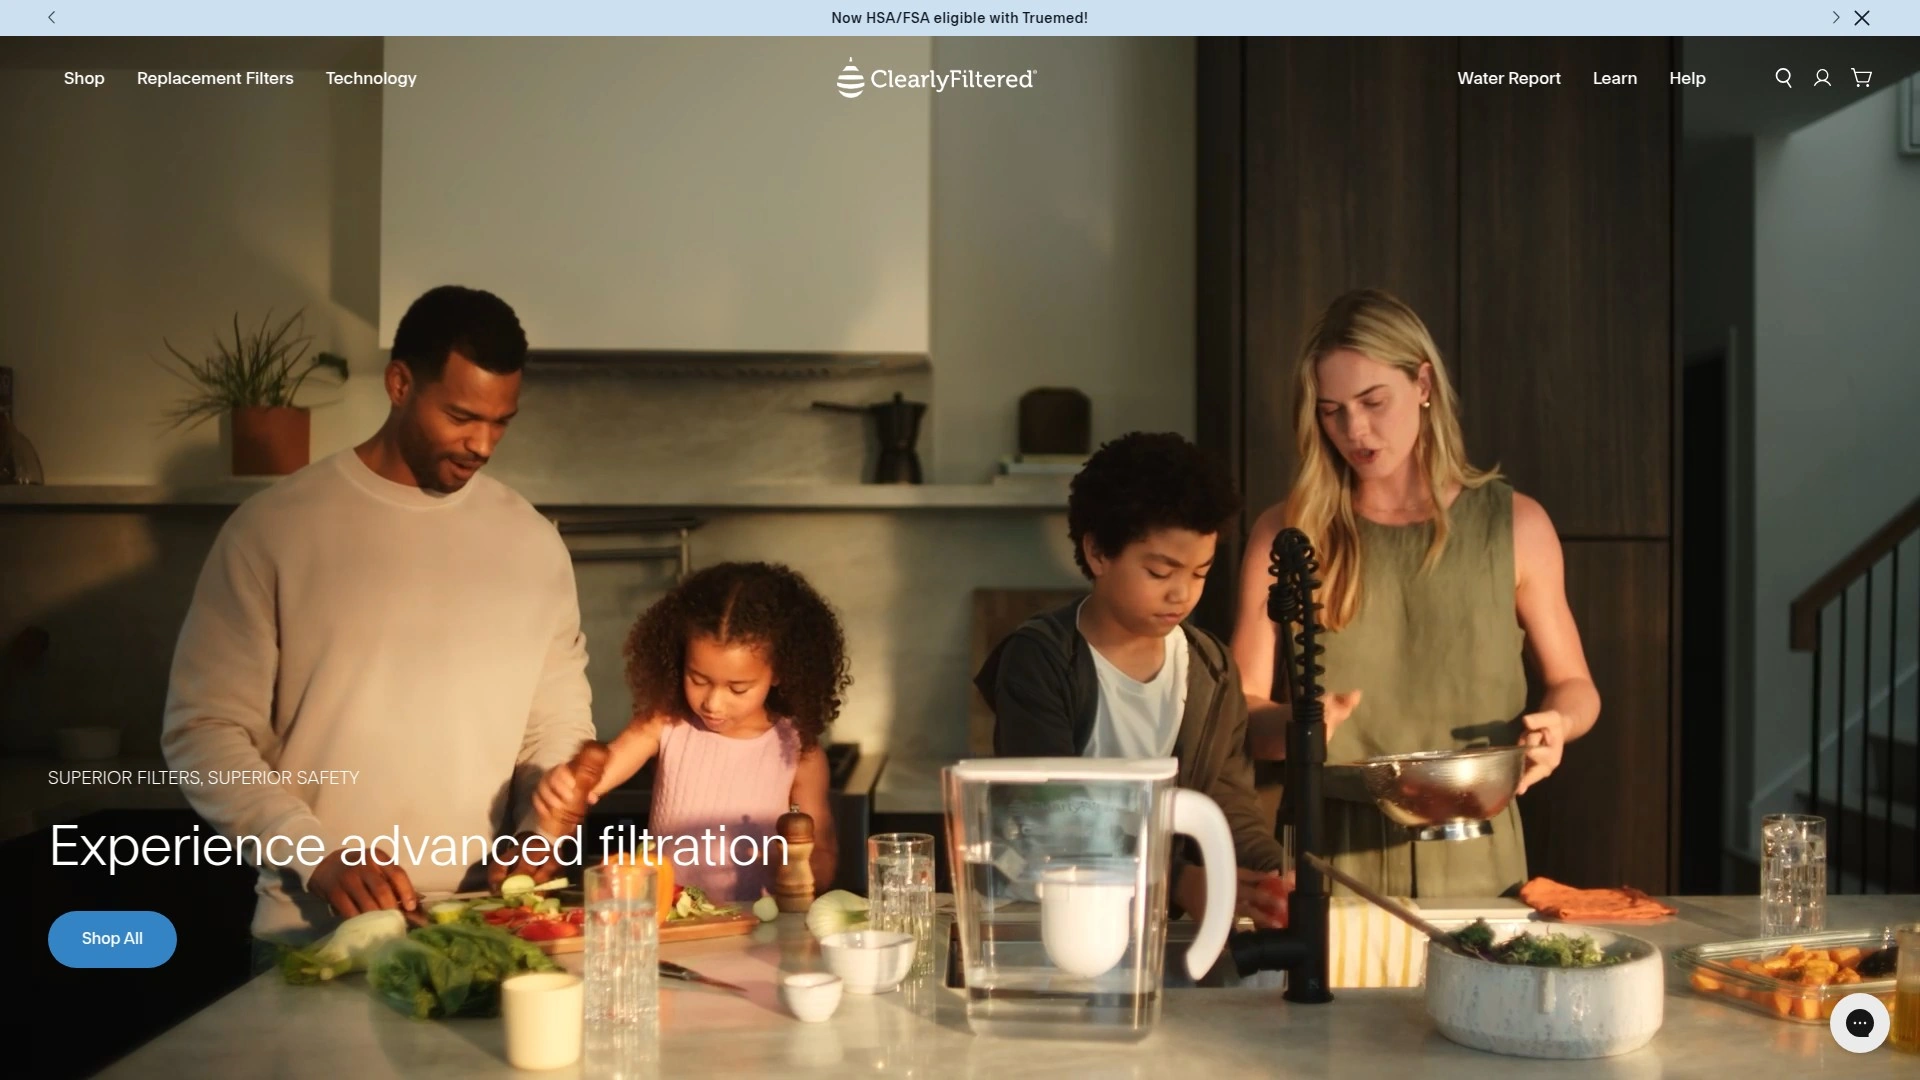 Now HSA/FSA eligible with Truemed!
Shop
Replacement Filters
Technology
ClearlyFiltered®
Water Report
Learn
Help
SUPERIOR FILTERS, SUPERIOR SAFETY
Experience advanced filtration
Shop All